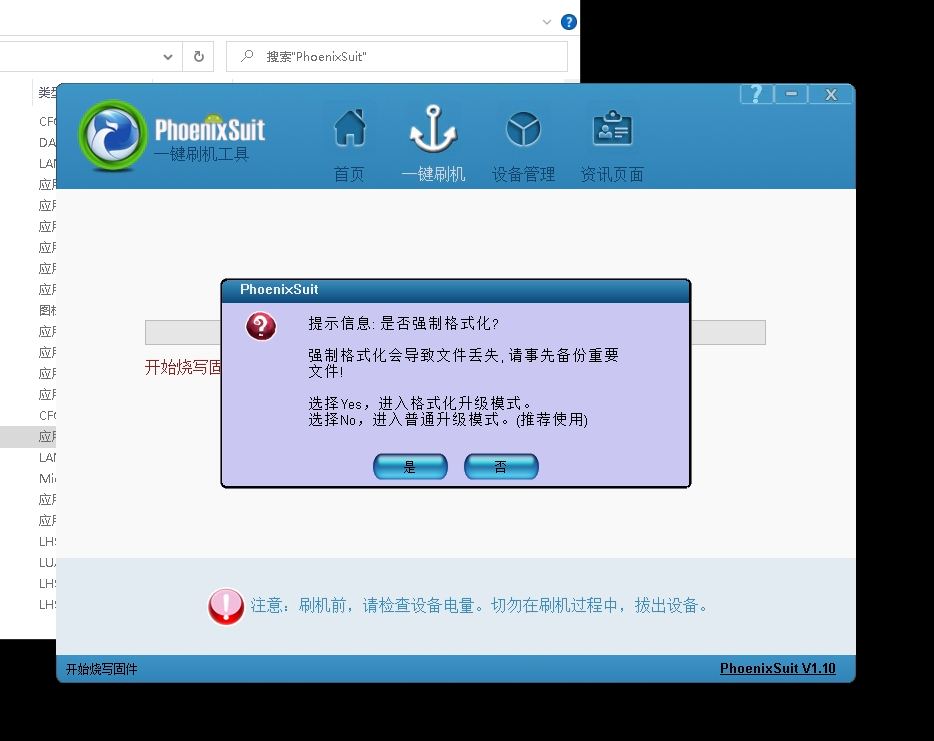 搜索"PhoenixSuit"
类型
CFG
DA
LAN
应用
应用
应用
应用
应用
应用
图标
应用
应用
应用
应用
CFG
应用
LAN
Mic
应用
应用
LHS
LUA
LHS
LHS
PhoenixSuit
一键刷机工具
首页
一键刷机
设备管理
资讯页面
开始烧写固
PhoenixSuit
提示信息: 是否强制格式化?
强制格式化会导致文件丢失, 请事先备份重要
文件!
选择Yes，进入格式化升级模式。
选择No，进入普通升级模式。(推荐使用)
是
否
注意：刷机前，请检查设备电量。切勿在刷机过程中，拔出设备。
开始烧写固件
PhoenixSuit V1.10